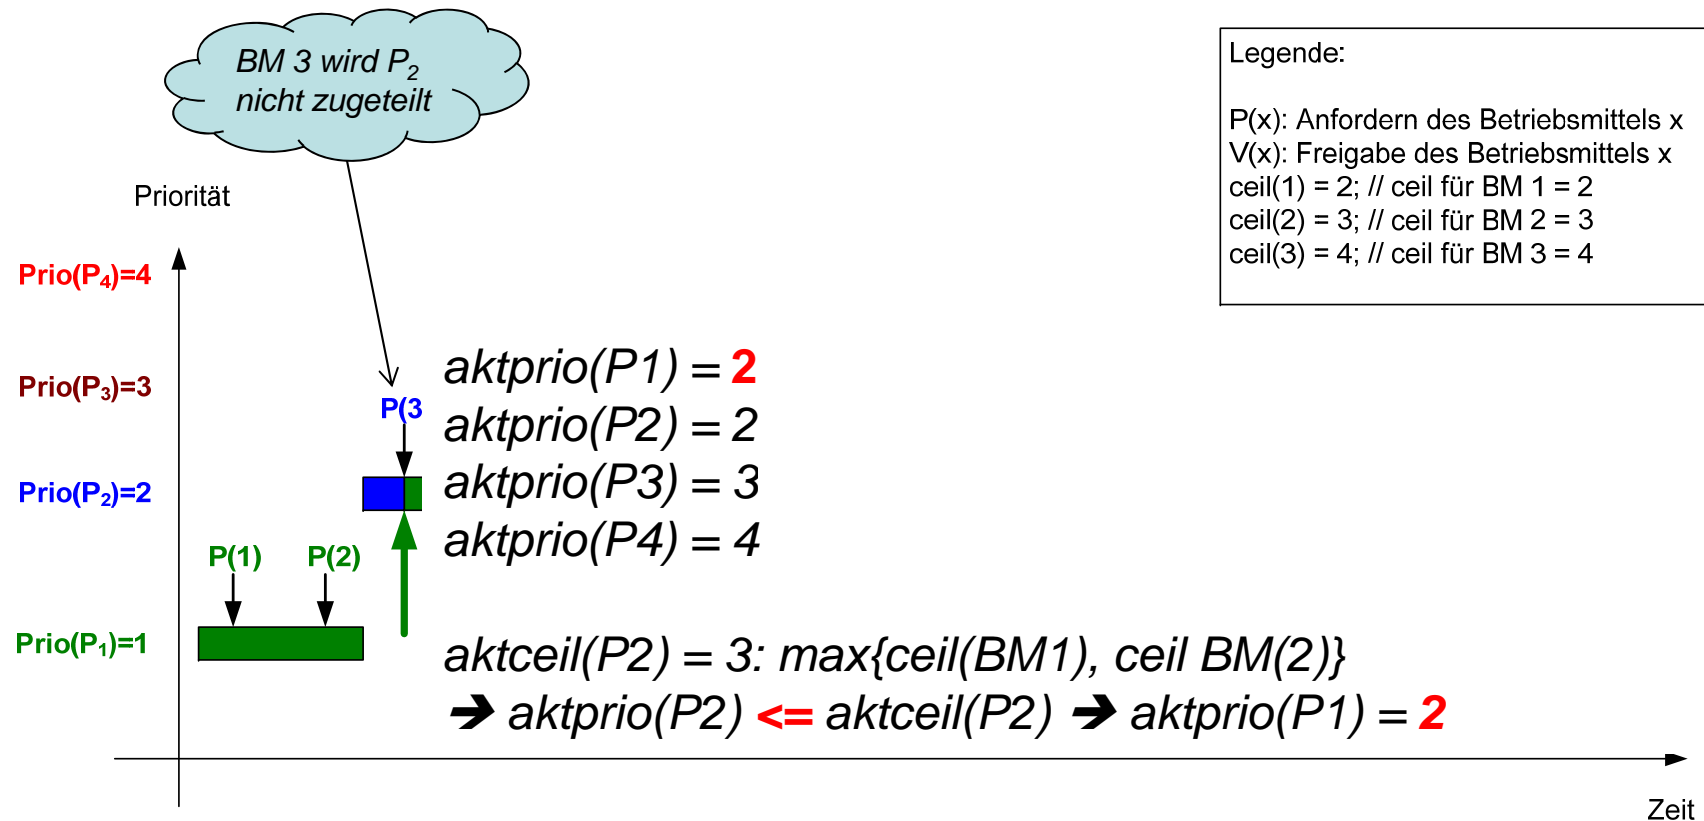 BM 3 wird P2
nicht zugeteilt
Legende:
P(x): Anfordern des Betriebsmittels x
V(x): Freigabe des Betriebsmittels x
ceil(1) = 2; // ceil für BM 1 = 2
ceil(2) = 3; // ceil für BM 2 = 3
ceil(3) = 4; // ceil für BM 3 = 4
Priorität
Prio(P4)=4
Prio(P3)=3
Prio(P2)=2
Prio(P1)=1
P(1)
P(2)
P(3
aktprio(P1) = 2
aktprio(P2) = 2
aktprio(P3) = 3
aktprio(P4) = 4
aktceil(P2) = 3: max{ceil(BM1), ceil BM(2)}
➔ aktprio(P2) <= aktceil(P2) ➔ aktprio(P1) = 2
Zeit